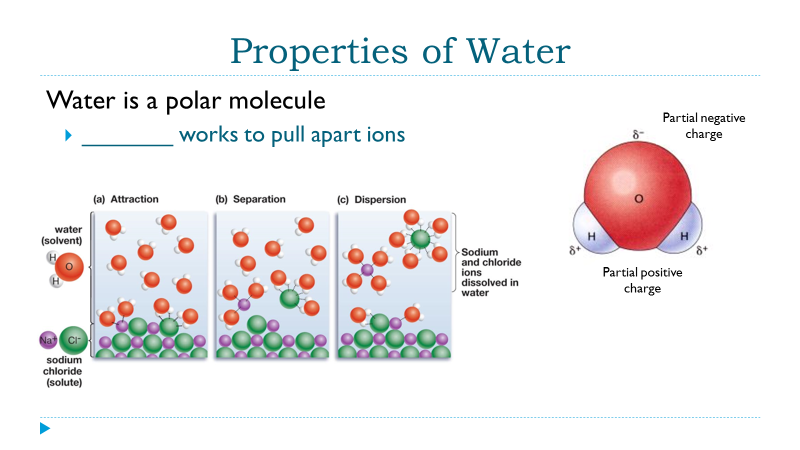 Properties of Water
Water is a polar molecule
________ works to pull apart ions
Partial negative
charge
δ⁻
O
H
H
δ⁺
δ⁺
Partial positive
charge
(a) Attraction
(b) Separation
(c) Dispersion
water
(solvent)
H
O
H
Na⁺
Cl⁻
sodium
chloride
(solute)
Sodium
and chloride
ions
dissolved in
water